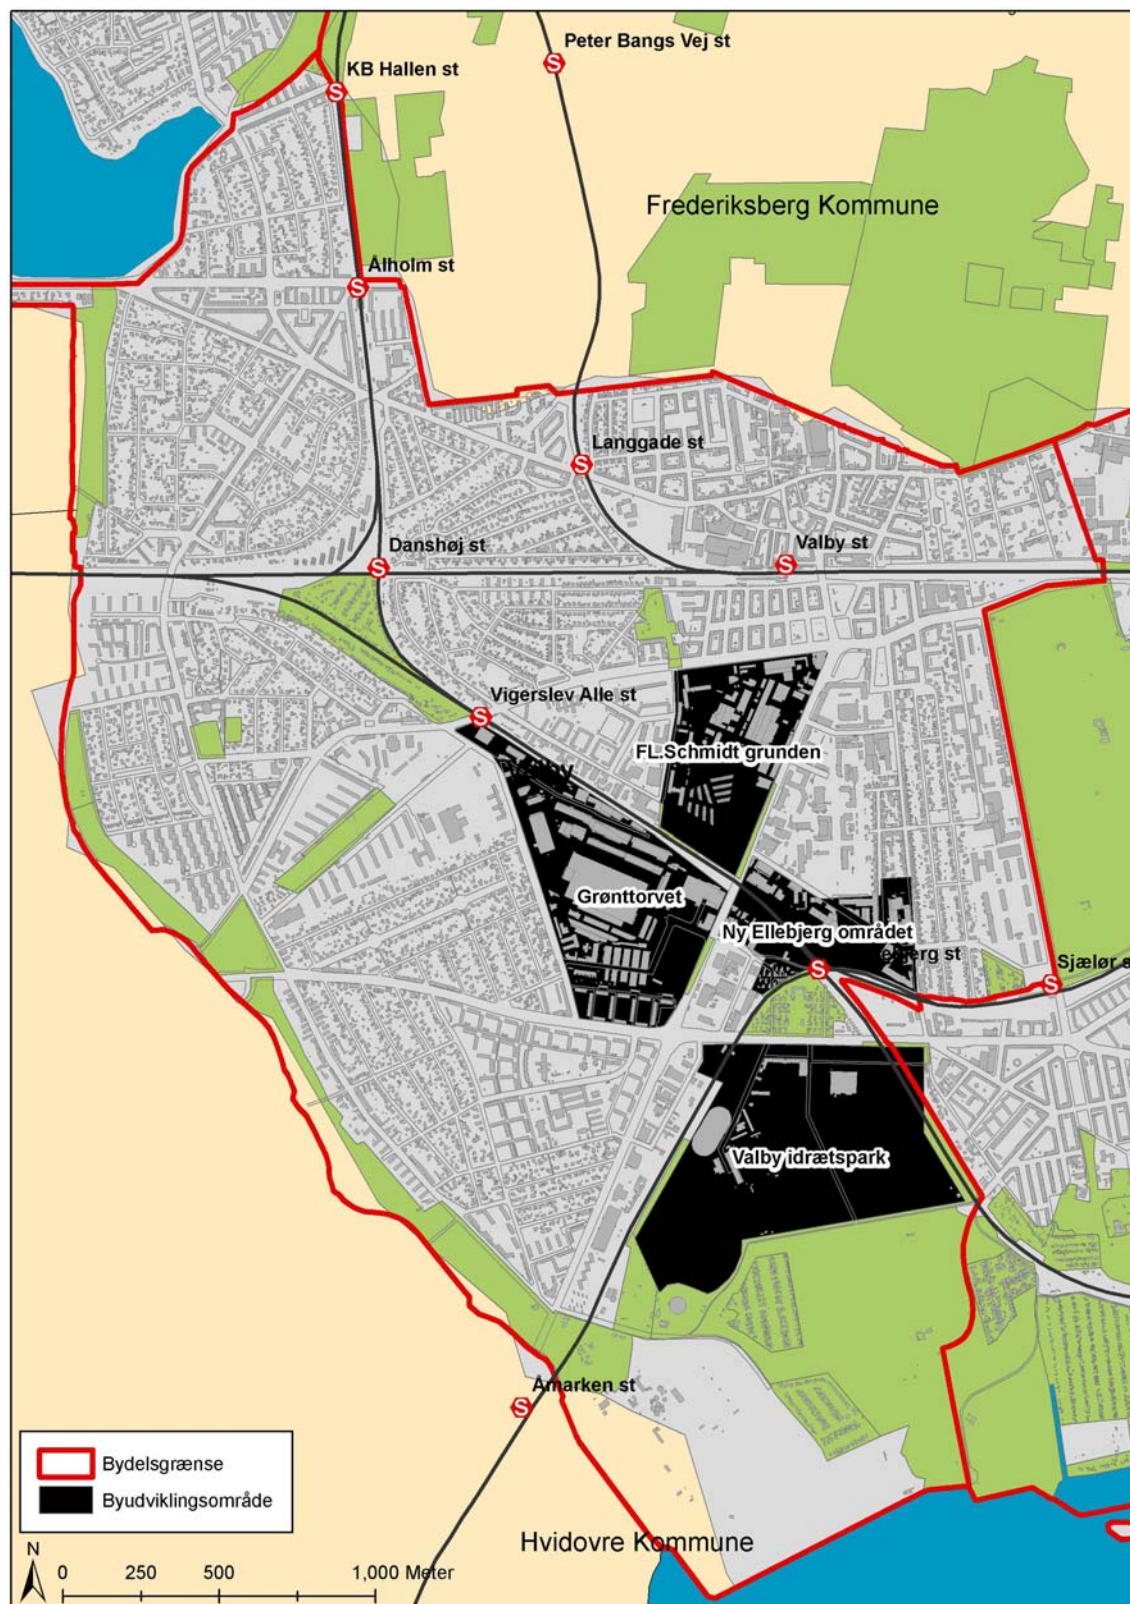 Peter Bangs Vej st
S
KB Hallen st
S
Frederiksberg Kommune
Ålholm st
S
Langgade st
S
Danshøj st
S
Valby st
S
Vigerslev Alle st
S
FL.Schmidt grunden
Grønttorvet
Ny Ellebjerg området
S
Sjælør s
S
Valby idrætspark
Åmarken st
S
Bydelsgrænse
Byudviklingsområde
Hvidovre Kommune
N
0 250 500 1,000 Meter